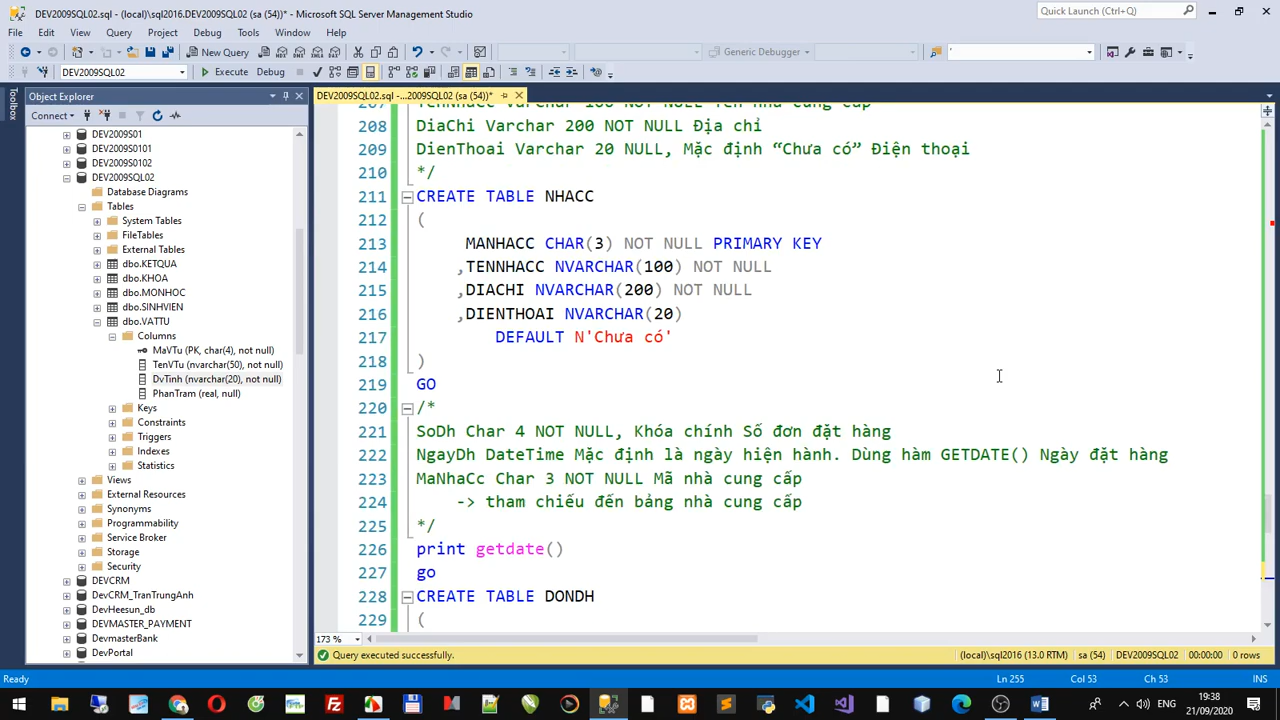 DEV2009SQL02.sql - (local)\sql2016.DEV2009SQL02 (sa (54))* - Microsoft SQL Server Management Studio
Quick Launch (Ctrl+Q)
File Edit View Query Project Debug Tools Window Help
New Query
Generic Debugger
DEV2009SQL02
Execute Debug
Toolbox
Object Explorer
DEV2009SQL02.sql -...2009SQL02 (sa (54))*
Connect
DEV2009S01
DEV2009S0101
DEV2009S0102
DEV2009SQL02
Database Diagrams
Tables
System Tables
FileTables
External Tables
dbo.KETQUA
dbo.KHOA
dbo.MONHOC
dbo.SINHVIEN
dbo.VATTU
Columns
MaVTu (PK, char(4), not null)
TenVTu (nvarchar(50), not null)
DvTinh (nvarchar(20), not null)
PhanTram (real, null)
Keys
Constraints
Triggers
Indexes
Statistics
Views
External Resources
Synonyms
Programmability
Service Broker
Storage
Security
DEVCRM
DevCRM_TranTrungAnh
DevHeesun_db
DEVMASTER_PAYMENT
DevmasterBank
DevPortal
207 TenNhaCc Varchar 100 NOT NULL Tên nhà cung cấp
208 DiaChi Varchar 200 NOT NULL Địa chỉ
209 DienThoai Varchar 20 NULL, Mặc định “Chưa có” Điện thoại
210 */
211 CREATE TABLE NHACC
212 (
213 MANHACC CHAR(3) NOT NULL PRIMARY KEY
214 ,TENNHACC NVARCHAR(100) NOT NULL
215 ,DIACHI NVARCHAR(200) NOT NULL
216 ,DIENTHOAI NVARCHAR(20)
217 DEFAULT N'Chưa có'
218 )
219 GO
220 /*
221 SoDh Char 4 NOT NULL, Khóa chính Số đơn đặt hàng
222 NgayDh DateTime Mặc định là ngày hiện hành. Dùng hàm GETDATE() Ngày đặt hàng
223 MaNhaCc Char 3 NOT NULL Mã nhà cung cấp
224 -> tham chiếu đến bảng nhà cung cấp
225 */
226 print getdate()
227 go
228 CREATE TABLE DONDH
229 (
173 %
Query executed successfully. (local)\sql2016 (13.0 RTM) sa (54) DEV2009SQL02 00:00:00 0 rows
Ready Ln 255 Col 53 Ch 53 INS
19:38
ENG
21/09/2020